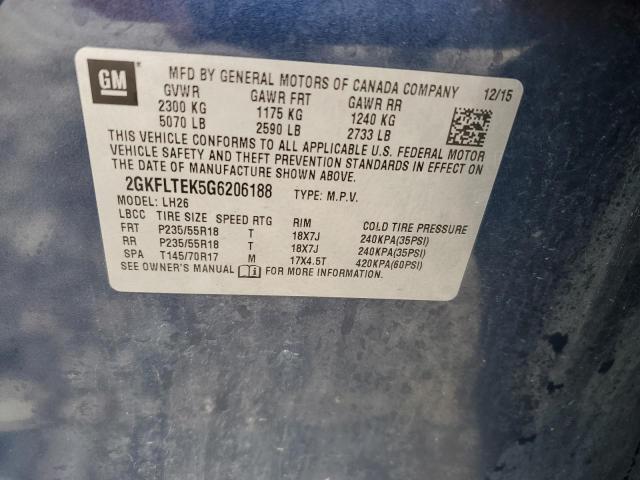 GM
MFD BY GENERAL MOTORS OF CANADA COMPANY 12/15
GVWR GAWR FRT GAWR RR
2300 KG 1175 KG 1240 KG
5070 LB 2590 LB 2733 LB
THIS VEHICLE CONFORMS TO ALL APPLICABLE U.S. FEDERAL MOTOR
VEHICLE SAFETY AND THEFT PREVENTION STANDARDS IN EFFECT ON
THE DATE OF MANUFACTURE SHOWN ABOVE.
2GKFLTEK5G6206188 TYPE: M.P.V.
MODEL: LH26
LBCC TIRE SIZE SPEED RTG RIM COLD TIRE PRESSURE
FRT P235/55R18 T 18X7J 240KPA(35PSI)
RR P235/55R18 T 18X7J 240KPA(35PSI)
SPA T145/70R17 M 17X4.5T 420KPA(60PSI)
SEE OWNER'S MANUAL FOR MORE INFORMATION.